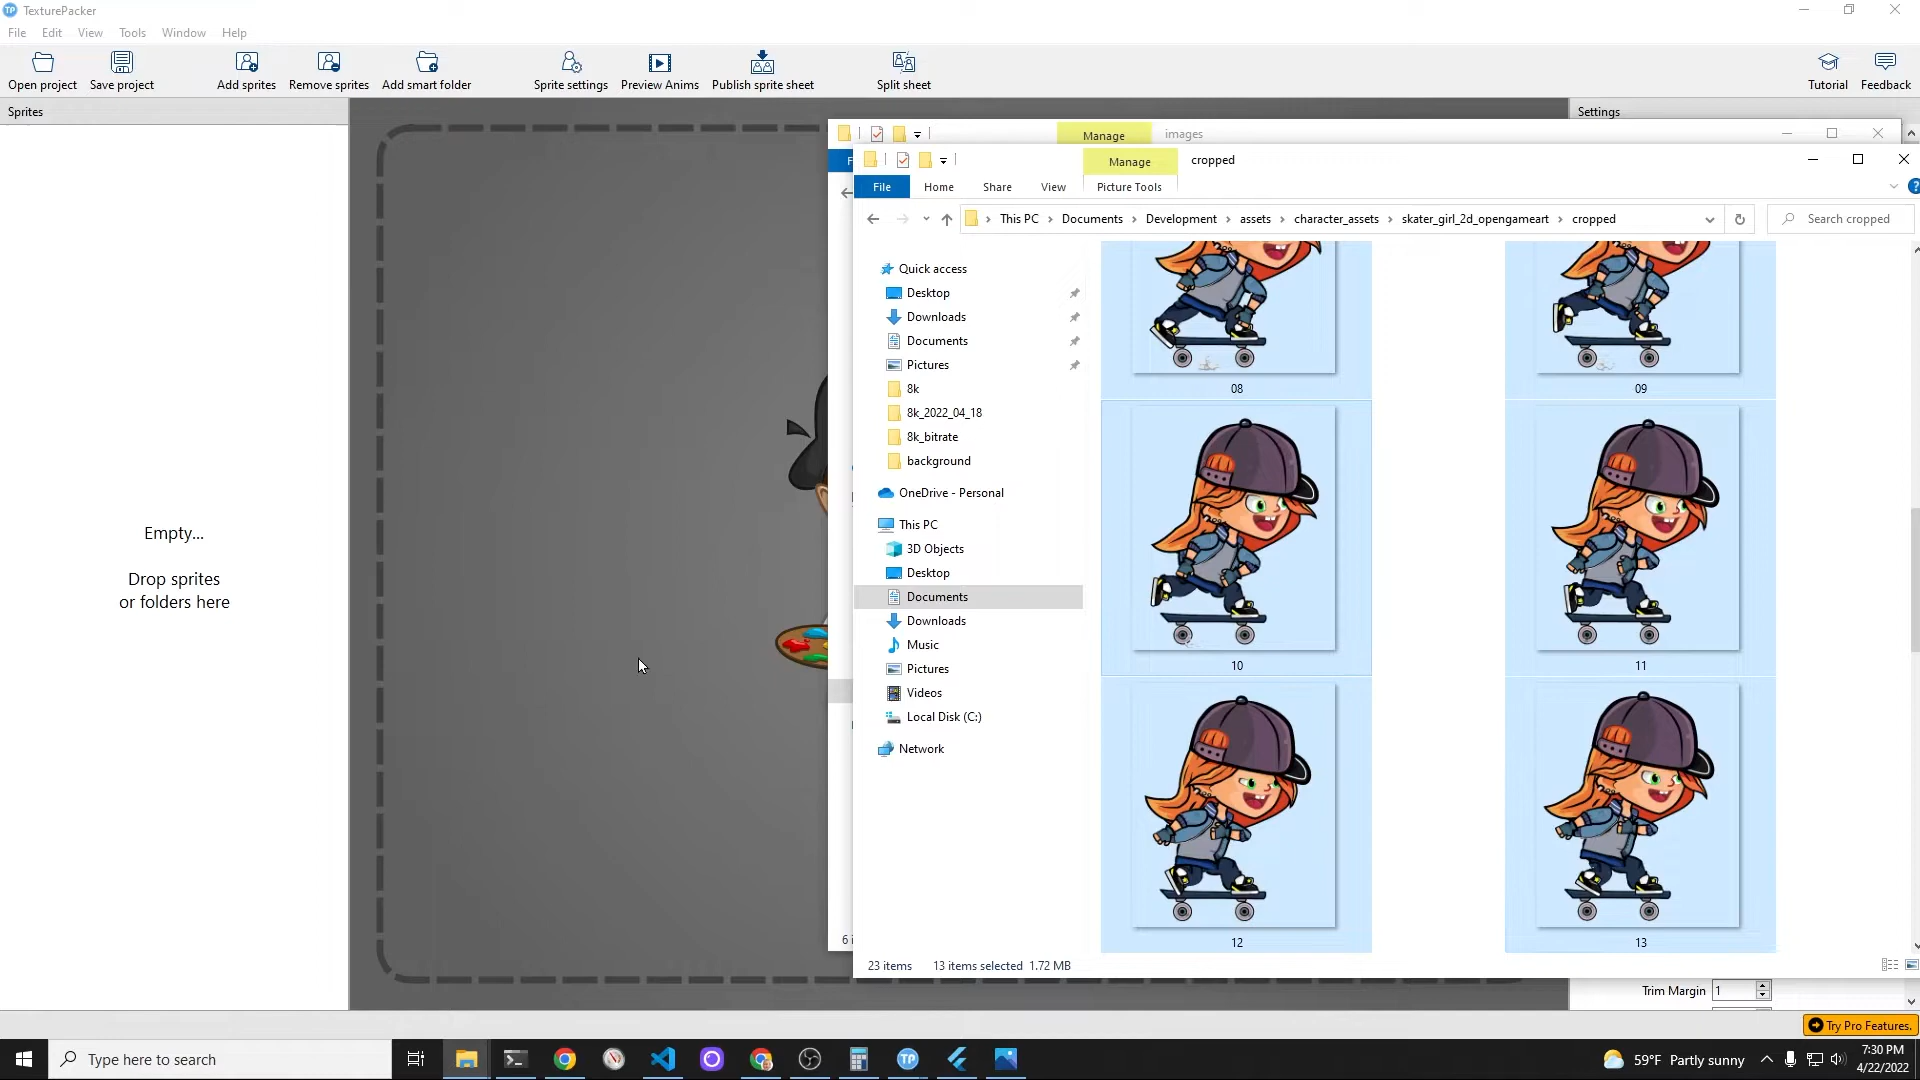 TexturePacker
File Edit View Tools Window Help
Open project Save project Add sprites Remove sprites Add smart folder Sprite settings Preview Anims Publish sprite sheet Split sheet Tutorial Feedback
Sprites
Settings
Manage images
Manage cropped
File Home Share View Picture Tools
This PC › Documents › Development › assets › character_assets › skater_girl_2d_opengameart › cropped
Search cropped
Quick access
Desktop
Downloads
Documents
Pictures
8k
8k_2022_04_18
8k_bitrate
background
OneDrive - Personal
This PC
3D Objects
Desktop
Documents
Downloads
Music
Pictures
Videos
Local Disk (C:)
Network
08 09
10 11
12 13
23 items 13 items selected 1.72 MB
Empty...
Drop sprites
or folders here
Trim Margin 1
Try Pro Features.
Type here to search
59°F Partly sunny
7:30 PM
4/22/2022